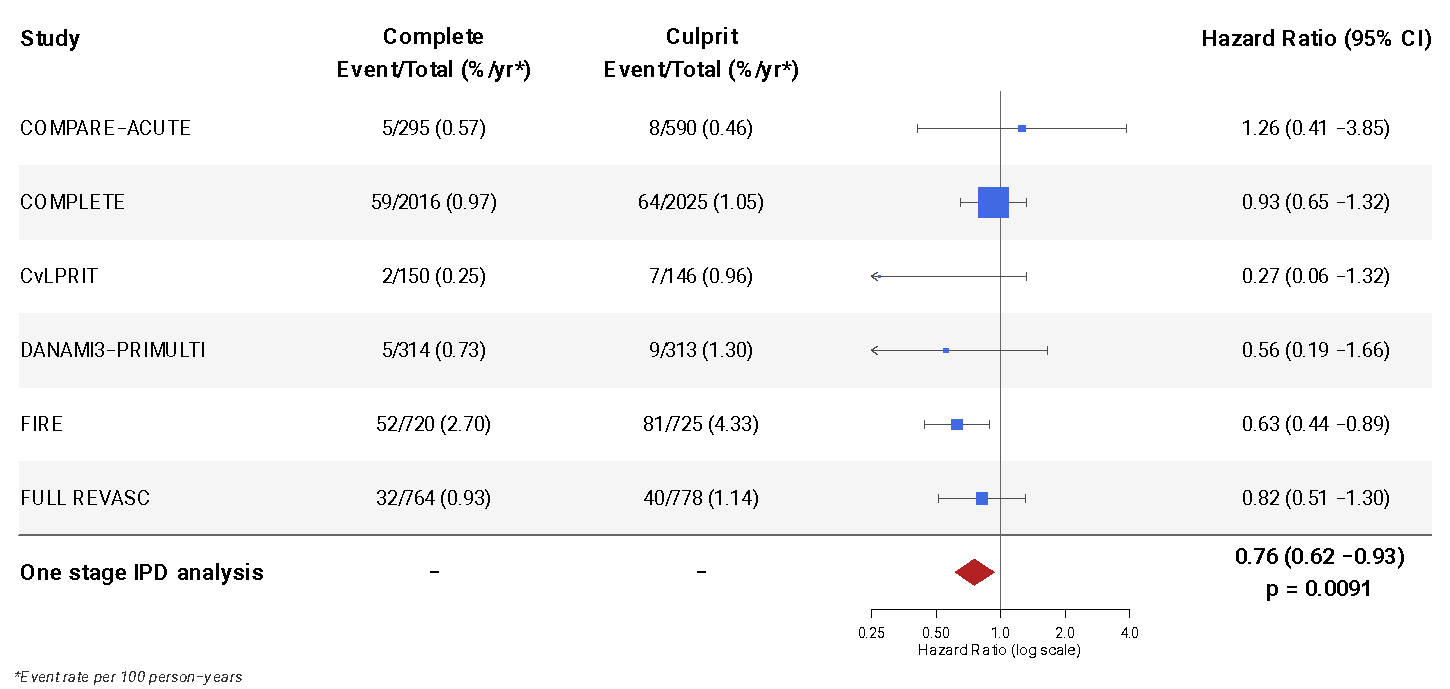 Study Complete Culprit Hazard Ratio (95% CI)
Event/Total (%/yr*) Event/Total (%/yr*)
COMPARE-ACUTE 5/295 (0.57) 8/590 (0.46) 1.26 (0.41 -3.85)
COMPLETE 59/2016 (0.97) 64/2025 (1.05) 0.93 (0.65 -1.32)
CvLPRIT 2/150 (0.25) 7/146 (0.96) 0.27 (0.06 -1.32)
DANAMI3-PRIMULTI 5/314 (0.73) 9/313 (1.30) 0.56 (0.19 -1.66)
FIRE 52/720 (2.70) 81/725 (4.33) 0.63 (0.44 -0.89)
FULL REVASC 32/764 (0.93) 40/778 (1.14) 0.82 (0.51 -1.30)
One stage IPD analysis - - 0.76 (0.62 -0.93)
p = 0.0091
0.25 0.50 1.0 2.0 4.0
Hazard Ratio (log scale)
*Event rate per 100 person-years